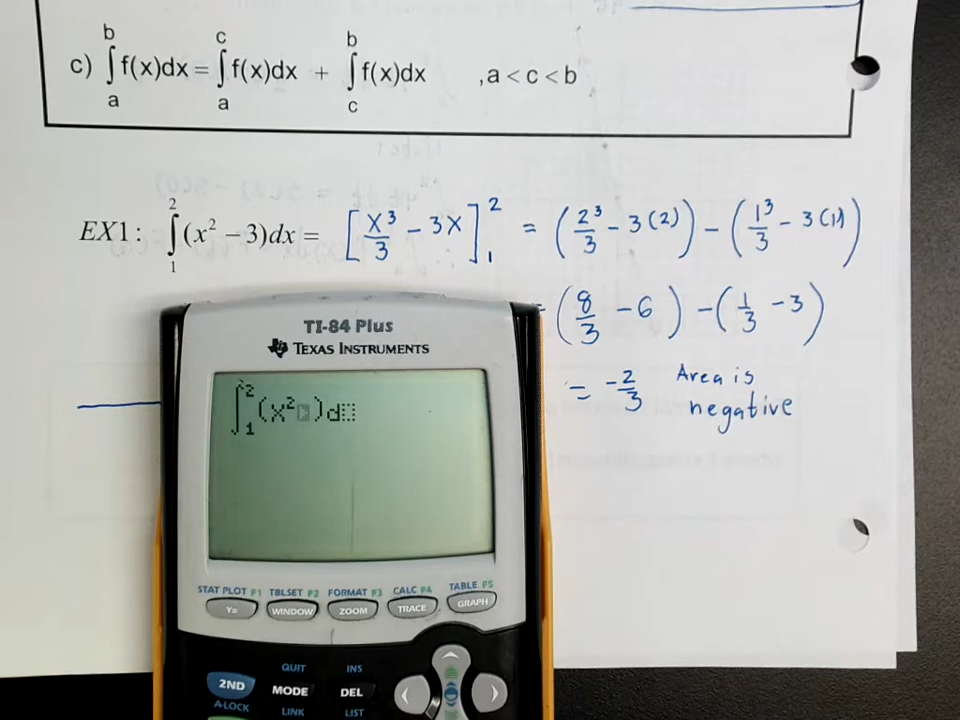 b c b
c) ∫f(x)dx = ∫f(x)dx + ∫f(x)dx , a < c < b
a a c
EX1: ∫₁²(x² − 3)dx = [x³/3 − 3x]₁² = (2³/3 − 3(2)) − (1³/3 − 3(1))
= (8/3 − 6) − (1/3 − 3)
= −2/3 Area is
negative
TI-84 Plus
TEXAS INSTRUMENTS
∫₁²(X²)d
STAT PLOT F1 TBLSET F2 FORMAT F3 CALC F4 TABLE F5
Y= WINDOW ZOOM TRACE GRAPH
QUIT INS
2ND MODE DEL
A-LOCK LINK LIST